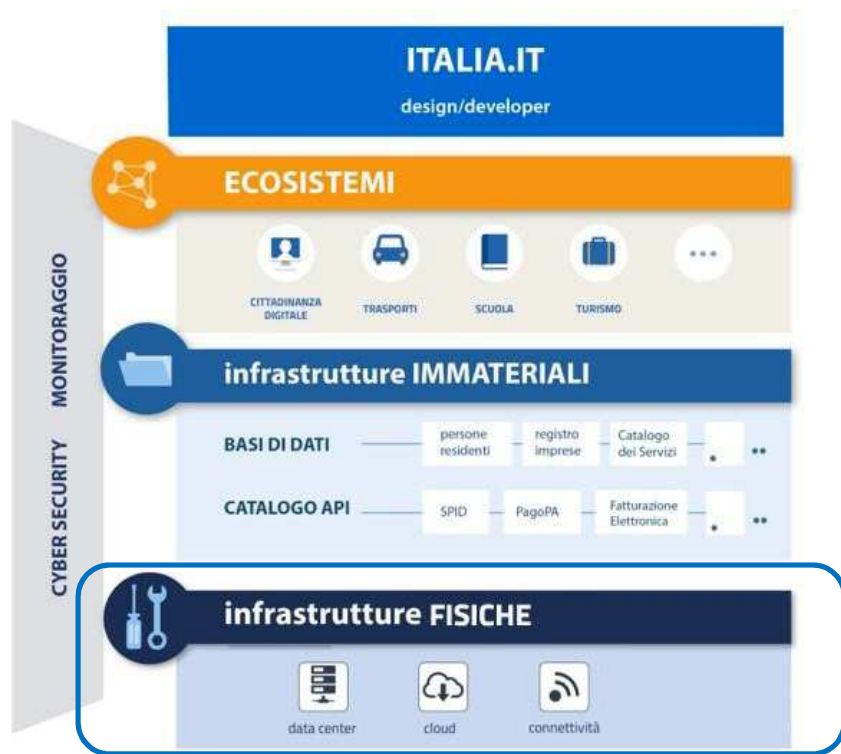 ITALIA.IT
design/developer
ECOSISTEMI
CITTADINANZA
DIGITALE
TRASPORTI
SCUOLA
TURISMO
infrastrutture IMMATERIALI
BASI DI DATI
persone
residenti
registro
imprese
Catalogo
dei Servizi
CATALOGO API
SPID
PagoPA
Fatturazione
Elettronica
infrastrutture FISICHE
data center
cloud
connettività
CYBER SECURITY MONITORAGGIO